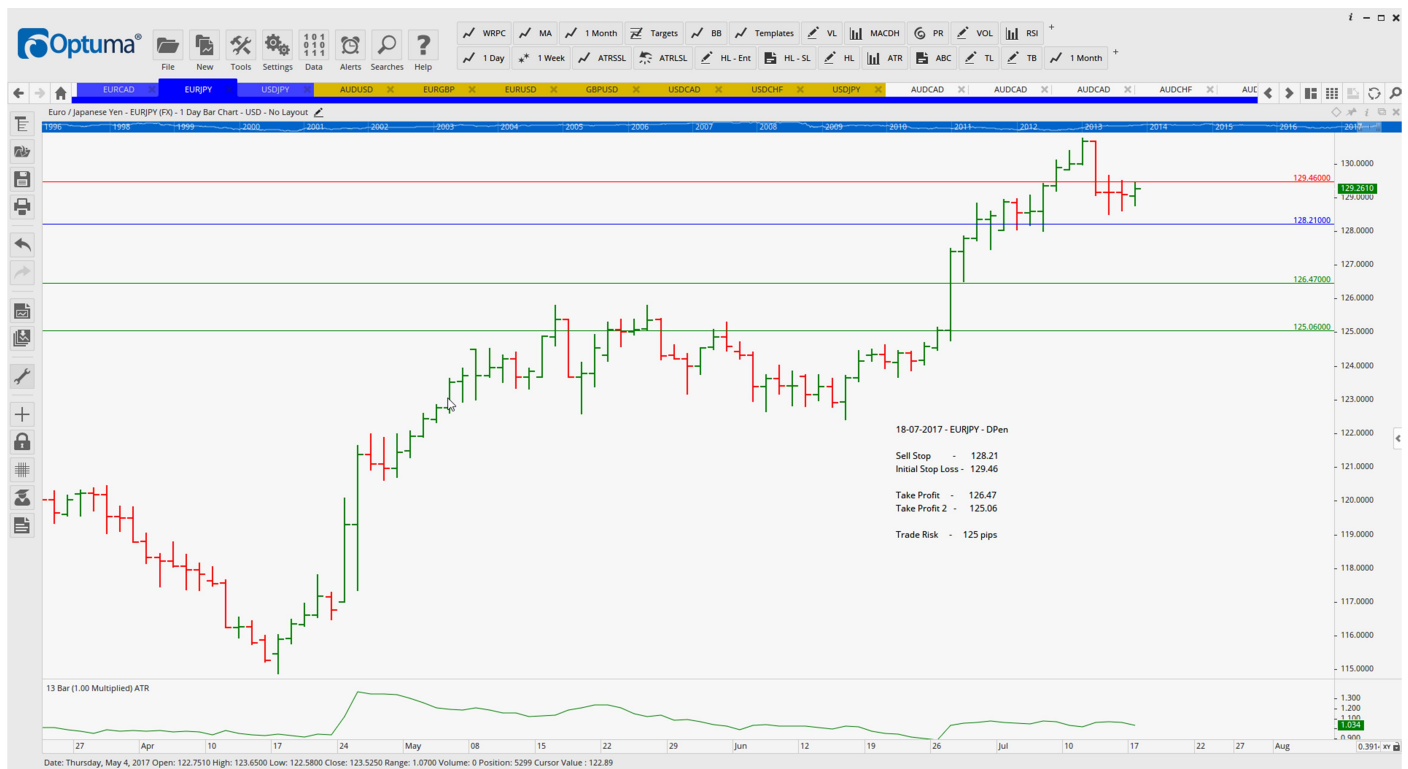 i
Optuma®
File
New
Tools
Settings
Data
Alerts
Searches
Help
WRPC MA 1 Month Targets BB Templates VL MACDH PR VOL RSI +
1 Day 1 Week ATRSSL ATRLSL HL - Ent HL - SL HL ATR ABC TL TB 1 Month +
EURCAD EURJPY USDJPY AUDUSD EURGBP EURUSD GBPUSD USDCAD USDCHF USDJPY AUDCAD AUDCAD AUDCAD AUDCHF AUD
Euro / Japanese Yen - EURJPY (FX) - 1 Day Bar Chart - USD - No Layout
1996 1998 1999 2000 2001 2002 2003 2004 2005 2006 2007 2008 2009 2010 2011 2012 2013 2014 2015 2016 2017
130.0000
129.46000
129.2610
129.0000
128.21000
128.0000
127.0000
126.47000
126.0000
125.06000
125.0000
124.0000
123.0000
122.0000
121.0000
120.0000
119.0000
118.0000
117.0000
116.0000
115.0000
18-07-2017 - EURJPY - DPen
Sell Stop - 128.21
Initial Stop Loss - 129.46
Take Profit - 126.47
Take Profit 2 - 125.06
Trade Risk - 125 pips
13 Bar (1.00 Multiplied) ATR
1.300
1.200
1.100
1.034
0.900
27 Apr 10 17 24 May 08 15 22 29 Jun 12 19 26 Jul 10 17 22 27 Aug
0.391 XY
Date: Thursday, May 4, 2017 Open: 122.7510 High: 123.6500 Low: 122.5800 Close: 123.5250 Range: 1.0700 Volume: 0 Position: 5299 Cursor Value : 122.89